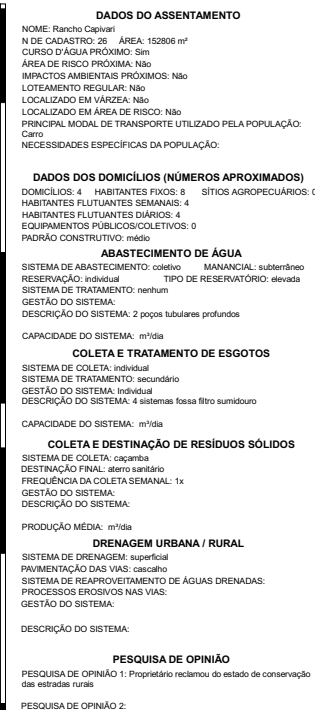 DADOS DO ASSENTAMENTO
NOME: Rancho Capivari
N DE CADASTRO: 26 ÁREA: 152806 m²
CURSO D'ÁGUA PRÓXIMO: Sim
ÁREA DE RISCO PRÓXIMA: Não
IMPACTOS AMBIENTAIS PRÓXIMOS: Não
LOTEAMENTO REGULAR: Não
LOCALIZADO EM VÁRZEA: Não
LOCALIZADO EM ÁREA DE RISCO: Não
PRINCIPAL MODAL DE TRANSPORTE UTILIZADO PELA POPULAÇÃO:
Carro
NECESSIDADES ESPECÍFICAS DA POPULAÇÃO:
DADOS DOS DOMICÍLIOS (NÚMEROS APROXIMADOS)
DOMICÍLIOS: 4 HABITANTES FIXOS: 8 SÍTIOS AGROPECUÁRIOS:
HABITANTES FLUTUANTES SEMANAIS: 4
HABITANTES FLUTUANTES DIÁRIOS: 4
EQUIPAMENTOS PÚBLICOS/COLETIVOS: 0
PADRÃO CONSTRUTIVO: médio
ABASTECIMENTO DE ÁGUA
SISTEMA DE ABASTECIMENTO: coletivo MANANCIAL: subterrâneo
RESERVAÇÃO: individual TIPO DE RESERVATÓRIO: elevada
SISTEMA DE TRATAMENTO: nenhum
GESTÃO DO SISTEMA:
DESCRIÇÃO DO SISTEMA: 2 poços tubulares profundos
CAPACIDADE DO SISTEMA: m³/dia
COLETA E TRATAMENTO DE ESGOTOS
SISTEMA DE COLETA: individual
SISTEMA DE TRATAMENTO: secundário
GESTÃO DO SISTEMA: Individual
DESCRIÇÃO DO SISTEMA: 4 sistemas fossa filtro sumidouro
CAPACIDADE DO SISTEMA: m³/dia
COLETA E DESTINAÇÃO DE RESÍDUOS SÓLIDOS
SISTEMA DE COLETA: caçamba
DESTINAÇÃO FINAL: aterro sanitário
FREQUÊNCIA DA COLETA SEMANAL: 1x
GESTÃO DO SISTEMA:
DESCRIÇÃO DO SISTEMA:
PRODUÇÃO MÉDIA: m³/dia
DRENAGEM URBANA / RURAL
SISTEMA DE DRENAGEM: superficial
PAVIMENTAÇÃO DAS VIAS: cascalho
SISTEMA DE REAPROVEITAMENTO DE ÁGUAS DRENADAS:
PROCESSOS EROSIVOS NAS VIAS:
GESTÃO DO SISTEMA:
DESCRIÇÃO DO SISTEMA:
PESQUISA DE OPINIÃO
PESQUISA DE OPINIÃO 1: Proprietário reclamou do estado de conservação
das estradas rurais
PESQUISA DE OPINIÃO 2: